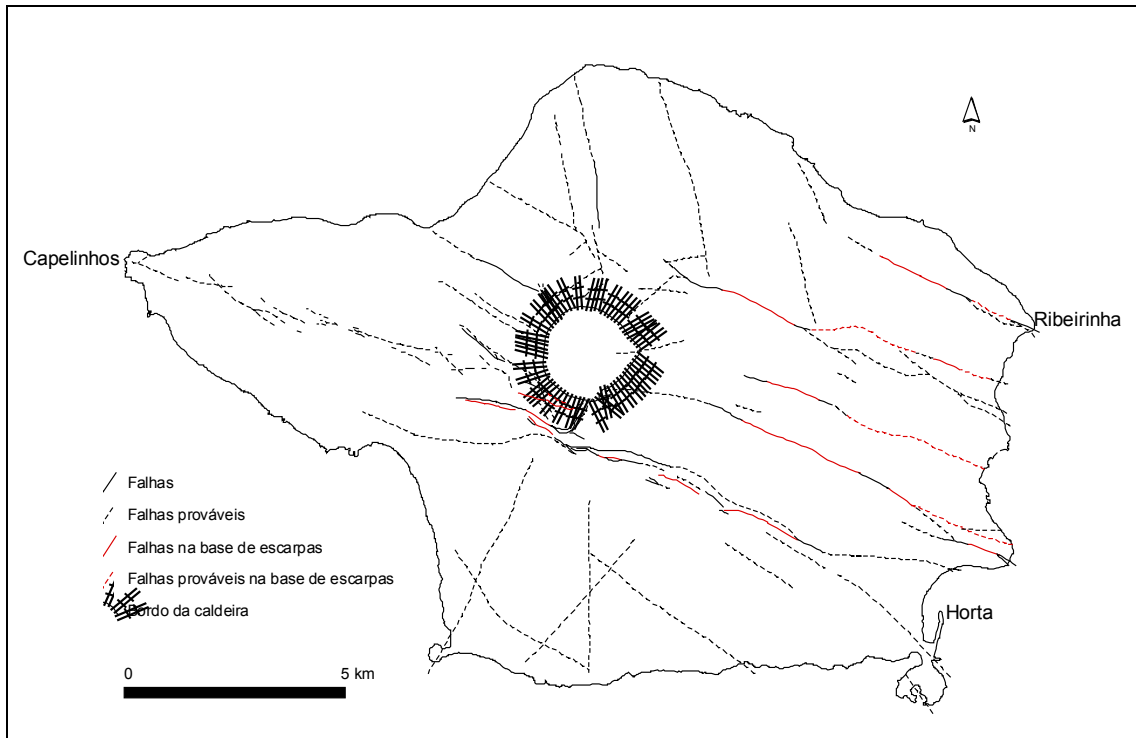 N
Capelinhos
Ribeirinha
Falhas
Falhas prováveis
Falhas na base de escarpas
Falhas prováveis na base de escarpas
Bordo da caldeira
Horta
0 5 km